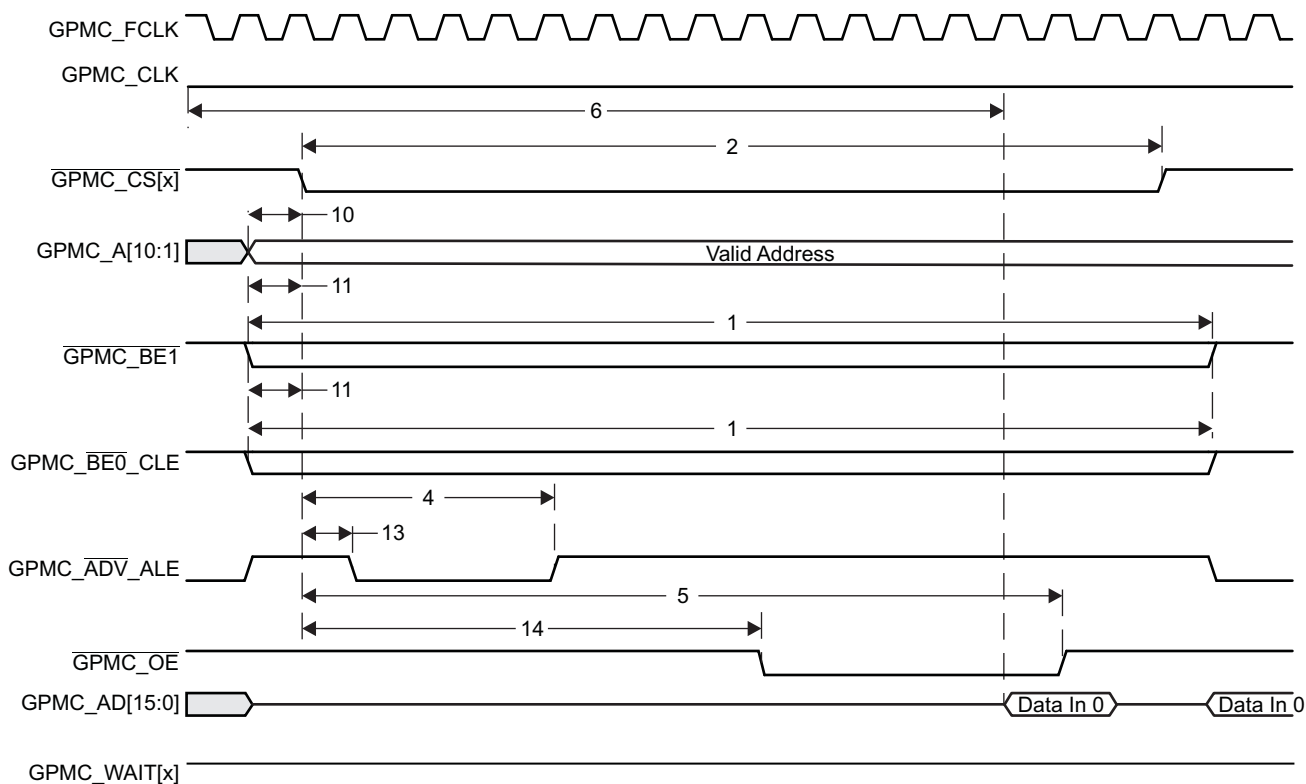 GPMC_FCLK
GPMC_CLK
6
2
GPMC_CS[x]
10
GPMC_A[10:1]
Valid Address
11
1
GPMC_BE1
11
1
GPMC_BE0_CLE
4
13
GPMC_ADV_ALE
5
14
GPMC_OE
GPMC_AD[15:0]
Data In 0
Data In 0
GPMC_WAIT[x]